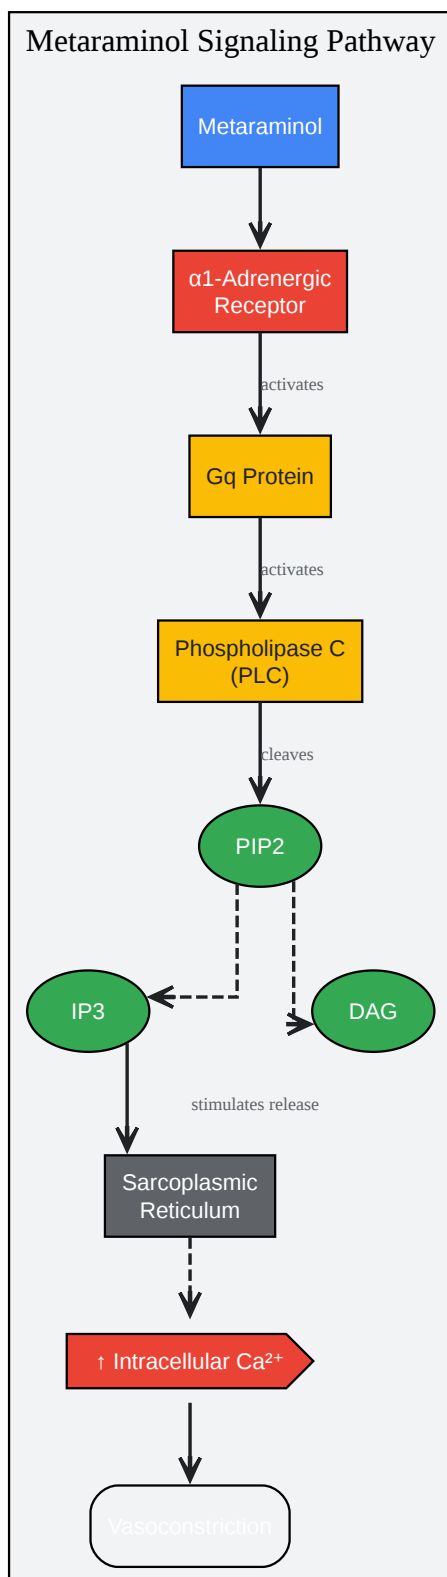 Metaraminol Signaling Pathway
Metaraminol
α1-Adrenergic
Receptor
activates
Gq Protein
activates
Phospholipase C
(PLC)
cleaves
PIP2
IP3
DAG
stimulates release
Sarcoplasmic
Reticulum
↑ Intracellular Ca²⁺
Vasoconstriction